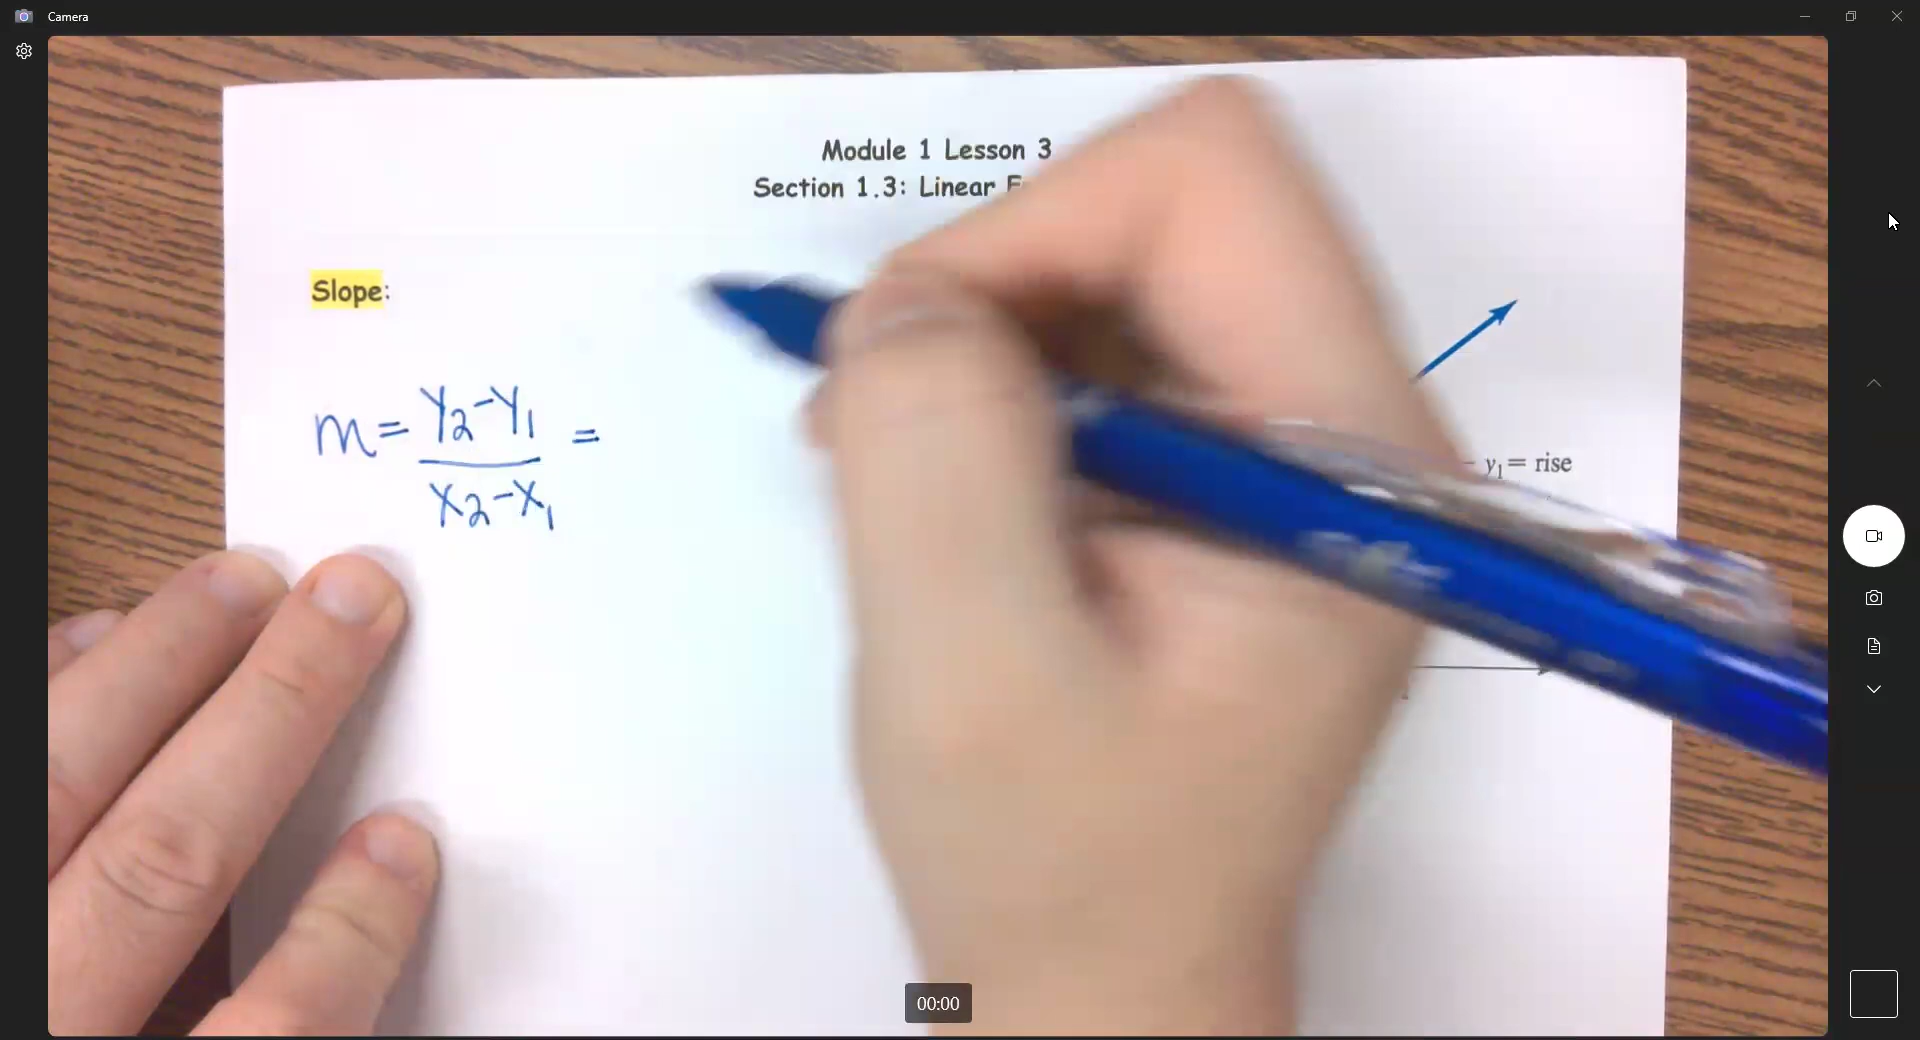 Camera
Module 1 Lesson 3
Section 1.3: Linear
Slope:
m = y₂-y₁ =
x₂-x₁
y₁ = rise
00:00